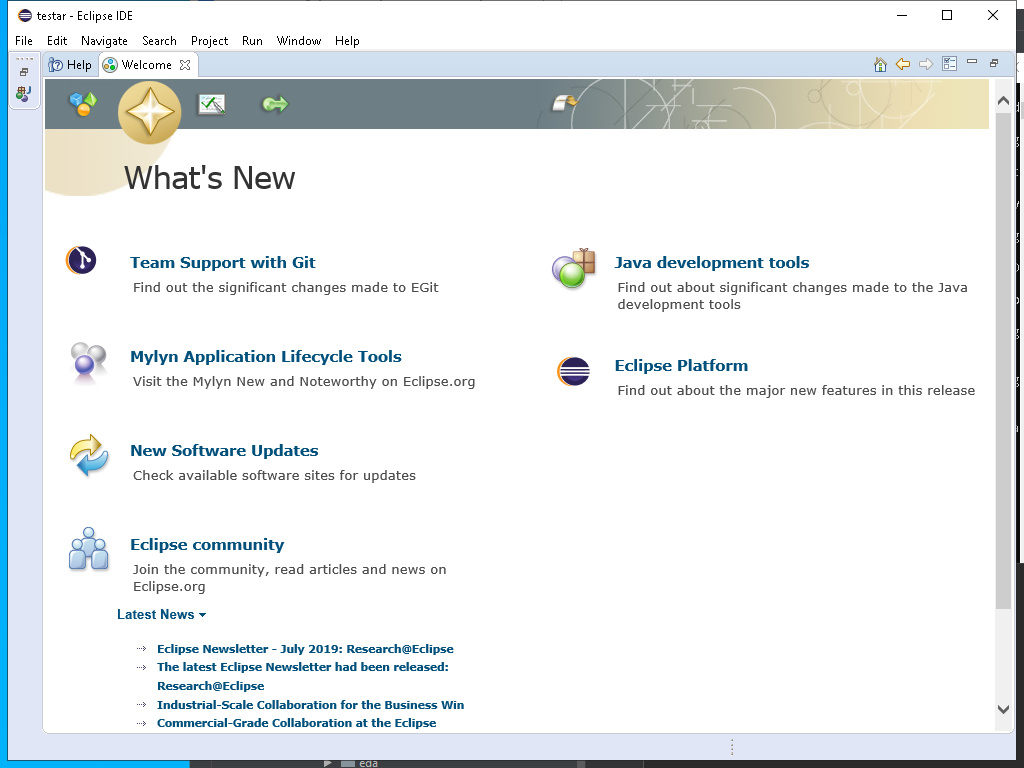 testar - Eclipse IDE
File Edit Navigate Search Project Run Window Help
Help Welcome
What's New
Team Support with Git
Find out the significant changes made to EGit
Java development tools
Find out about significant changes made to the Java
development tools
Mylyn Application Lifecycle Tools
Visit the Mylyn New and Noteworthy on Eclipse.org
Eclipse Platform
Find out about the major new features in this release
New Software Updates
Check available software sites for updates
Eclipse community
Join the community, read articles and news on
Eclipse.org
Latest News
Eclipse Newsletter - July 2019: Research@Eclipse
The latest Eclipse Newsletter had been released:
Research@Eclipse
Industrial-Scale Collaboration for the Business Win
Commercial-Grade Collaboration at the Eclipse
eda